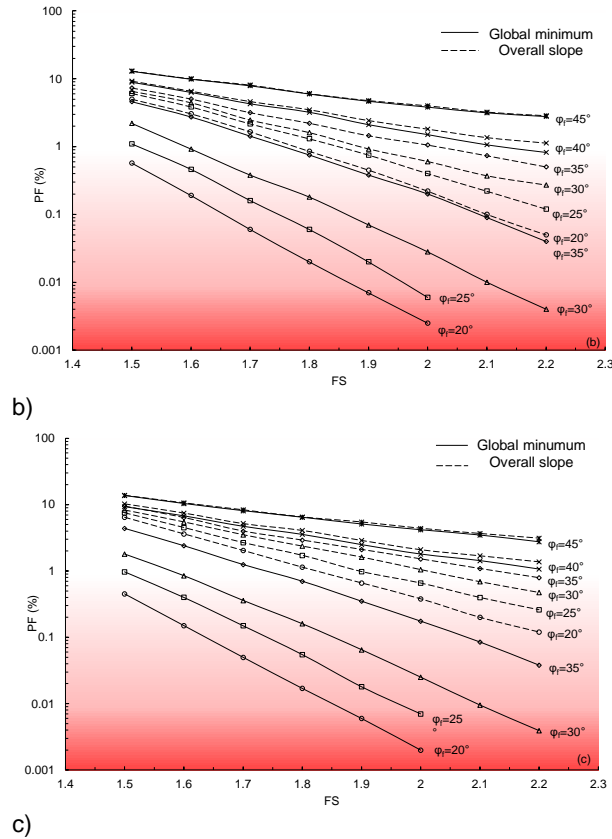 100
10
1
0.1
0.01
0.001
PF (%)
Global minimum
Overall slope
φf=45°
φf=40°
φf=35°
φf=30°
φf=25°
φf=20°
φf=35°
φf=25°
φf=30°
φf=20°
(b)
1.4 1.5 1.6 1.7 1.8 1.9 2 2.1 2.2 2.3
FS
b)
100
10
1
0.1
0.01
0.001
PF (%)
Global minumum
Overall slope
φf=45°
φf=40°
φf=35°
φf=30°
φf=25°
φf=20°
φf=35°
φf=25
°
φf=30°
φf=20°
(c)
1.4 1.5 1.6 1.7 1.8 1.9 2 2.1 2.2 2.3
FS
c)